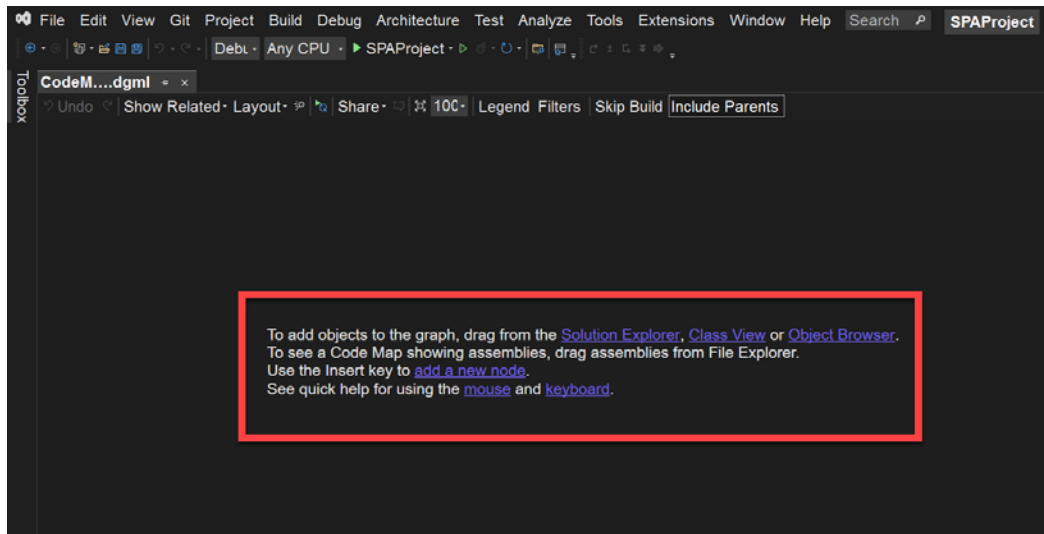 File Edit View Git Project Build Debug Architecture Test Analyze Tools Extensions Window Help Search SPAProject
Debu Any CPU SPAProject
Toolbox
CodeM....dgml
Undo Show Related Layout Share 100 Legend Filters Skip Build Include Parents
To add objects to the graph, drag from the Solution Explorer, Class View or Object Browser.
To see a Code Map showing assemblies, drag assemblies from File Explorer.
Use the Insert key to add a new node.
See quick help for using the mouse and keyboard.